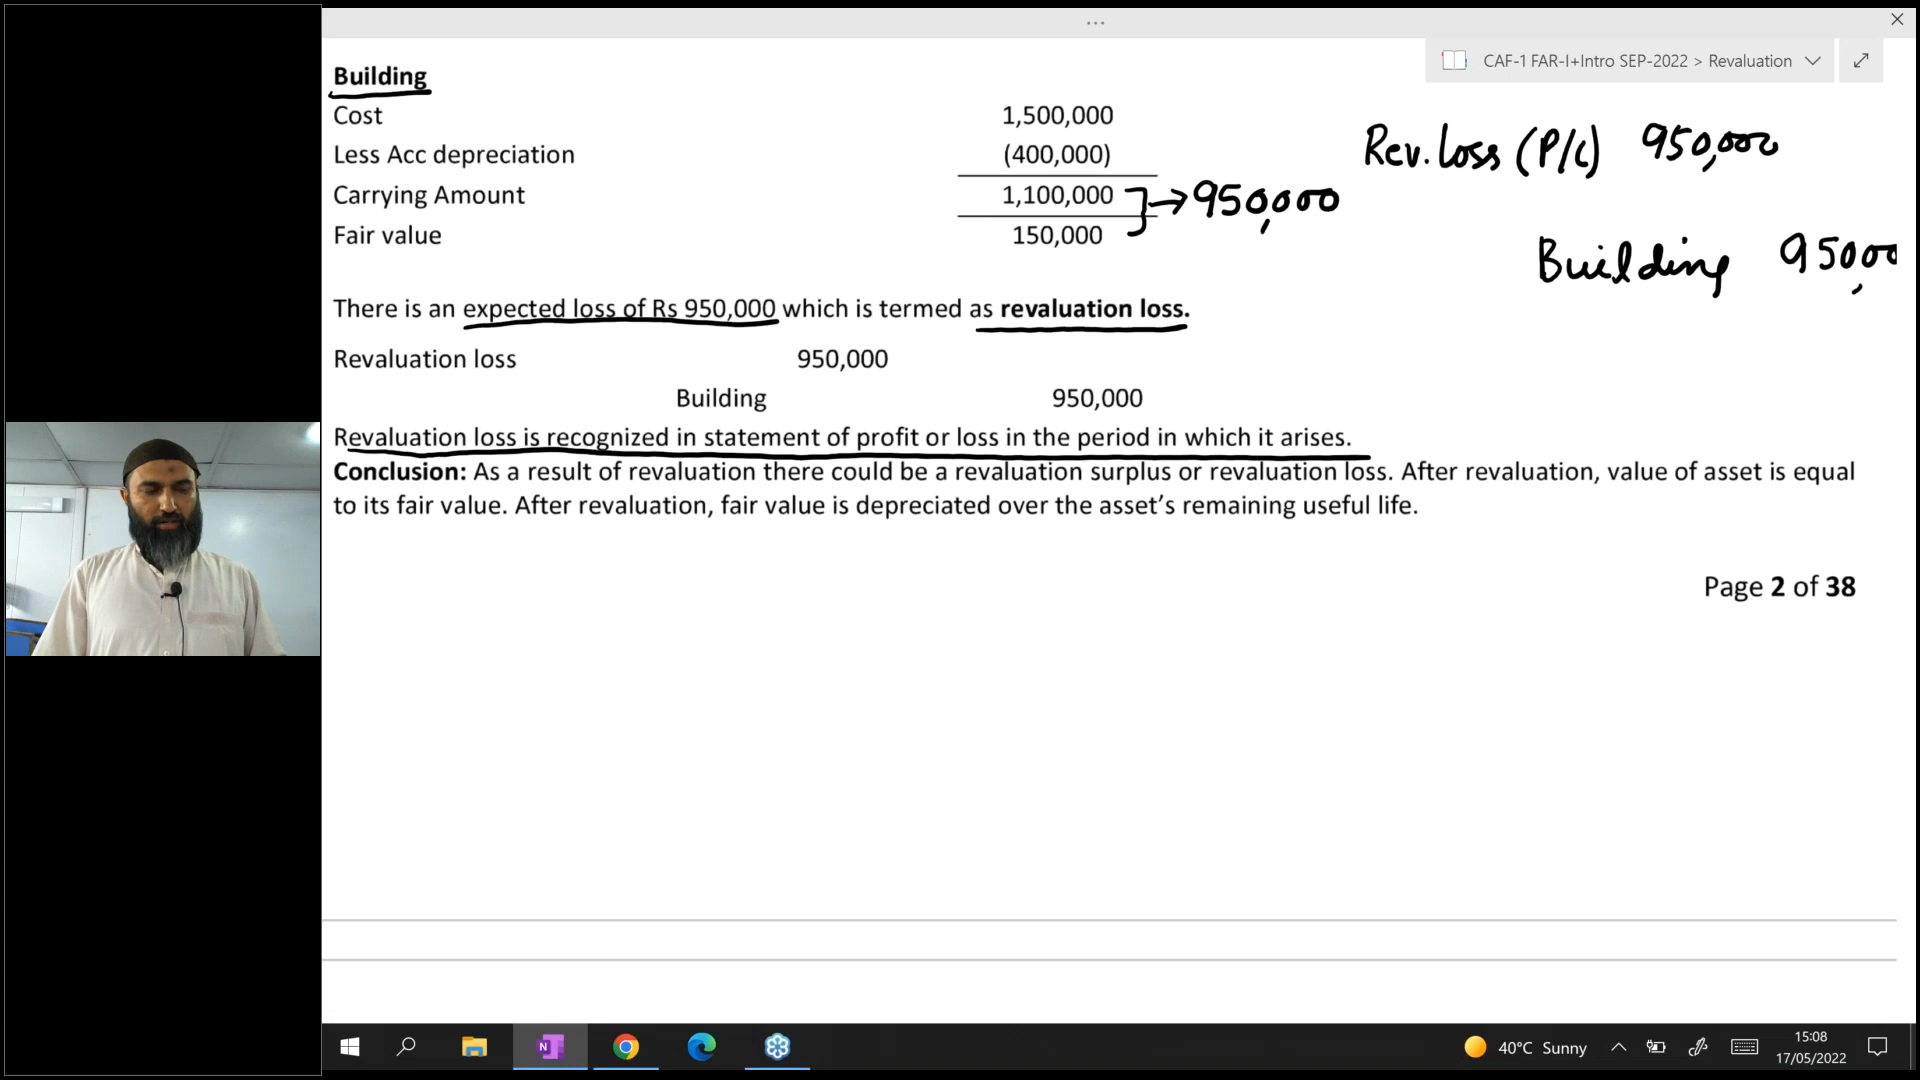 CAF-1 FAR-I+Intro SEP-2022 > Revaluation
Building
Cost 1,500,000
Less Acc depreciation (400,000)
Carrying Amount 1,100,000
Fair value 150,000
→950,000
Rev. Loss (P/L) 950,000
Building 950,00
There is an expected loss of Rs 950,000 which is termed as revaluation loss.
Revaluation loss 950,000
Building 950,000
Revaluation loss is recognized in statement of profit or loss in the period in which it arises.
Conclusion: As a result of revaluation there could be a revaluation surplus or revaluation loss. After revaluation, value of asset is equal
to its fair value. After revaluation, fair value is depreciated over the asset’s remaining useful life.
Page 2 of 38
40°C Sunny
15:08
17/05/2022